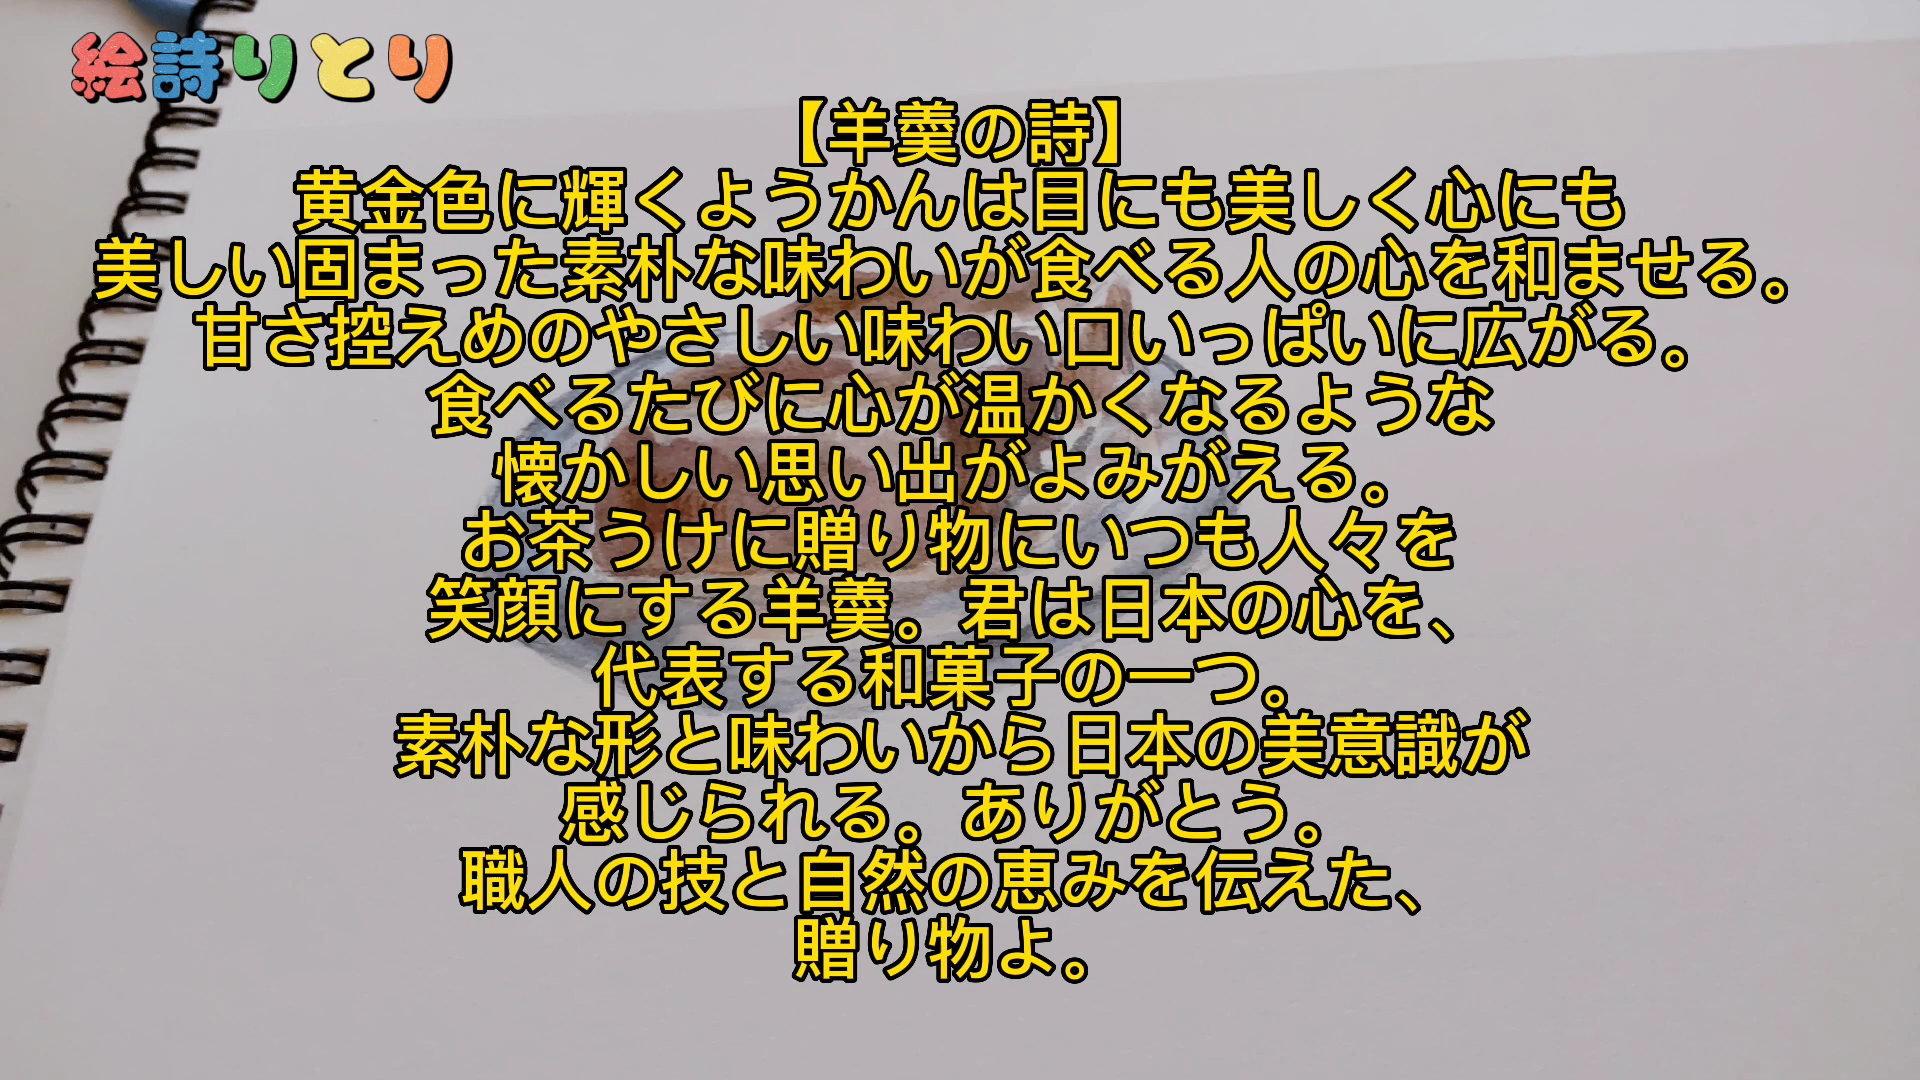 絵詩りとり
【羊羹の詩】
黄金色に輝くようかんは目にも美しく心にも
美しい固まった素朴な味わいが食べる人の心を和ませる。
甘さ控えめのやさしい味わい口いっぱいに広がる。
食べるたびに心が温かくなるような
懐かしい思い出がよみがえる。
お茶うけに贈り物にいつも人々を
笑顔にする羊羹。君は日本の心を、
代表する和菓子の一つ。
素朴な形と味わいから日本の美意識が
感じられる。ありがとう。
職人の技と自然の恵みを伝えた、
贈り物よ。